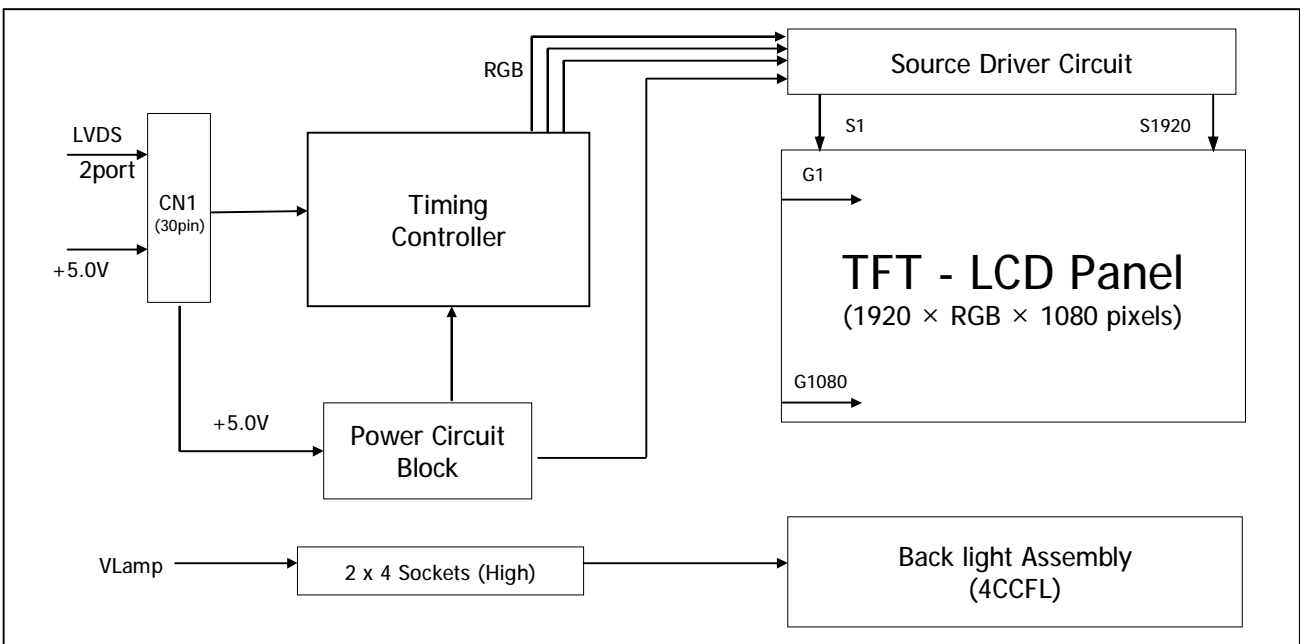 RGB
Source Driver Circuit
S1
S1920
LVDS
2port
CN1
(30pin)
+5.0V
Timing
Controller
G1
TFT - LCD Panel
(1920 × RGB × 1080 pixels)
G1080
+5.0V
Power Circuit
Block
VLamp
2 x 4 Sockets (High)
Back light Assembly
(4CCFL)